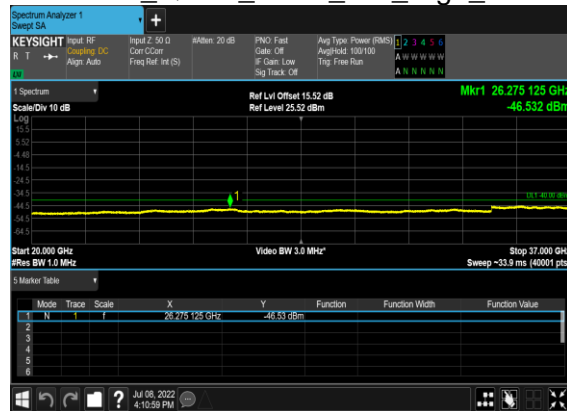 Spectrum Analyzer 1
Swept SA
+
KEYSIGHT Input: RF Input Z: 50 Ω #Atten: 20 dB PNO: Fast Avg Type: Power (RMS) 1 2 3 4 5 6
R T Coupling: DC Corr CCorr Gate: Off Avg|Hold: 100/100 A W W W W W
Align: Auto Freq Ref: Int (S) IF Gain: Low Trig: Free Run
LW Sig Track: Off A N N N N N
1 Spectrum Ref Lvl Offset 15.52 dB Mkr1 26.275 125 GHz
Scale/Div 10 dB Ref Level 25.52 dBm -46.532 dBm
Log
15.5
5.52
-4.48
-14.5
-24.5
-34.5 1 DL1 -40.00 dBm
-44.5
-54.5
-64.5
Start 20.000 GHz Video BW 3.0 MHz* Stop 37.000 GHz
#Res BW 1.0 MHz Sweep ~33.9 ms (40001 pts)
5 Marker Table
Mode Trace Scale X Y Function Function Width Function Value
1 N 1 f 26.275 125 GHz -46.53 dBm
2
3
4
5
6
? Jul 08, 2022
4:10:59 PM